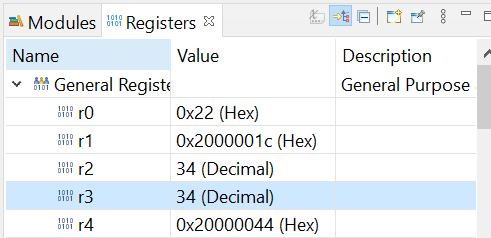 Modules Registers
Name Value Description
General Registe General Purpose
r0 0x22 (Hex)
r1 0x2000001c (Hex)
r2 34 (Decimal)
r3 34 (Decimal)
r4 0x20000044 (Hex)